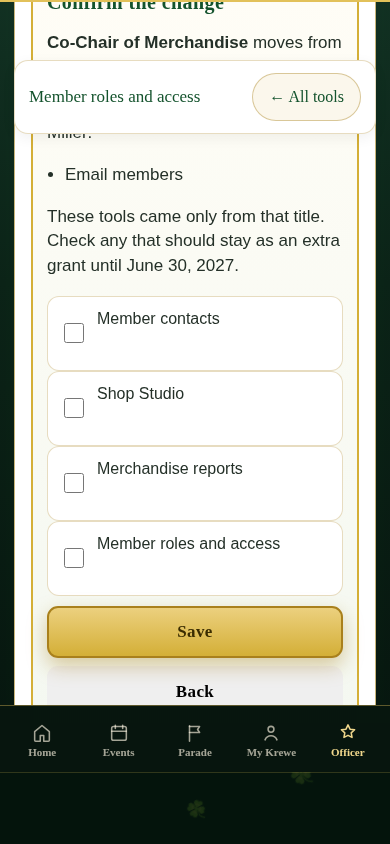 Confirm the change
Co-Chair of Merchandise moves from
Member roles and access
← All tools
Miller.
Email members
These tools came only from that title.
Check any that should stay as an extra
grant until June 30, 2027.
Member contacts
Shop Studio
Merchandise reports
Member roles and access
Save
Back
Home
Events
Parade
My Krewe
Officer